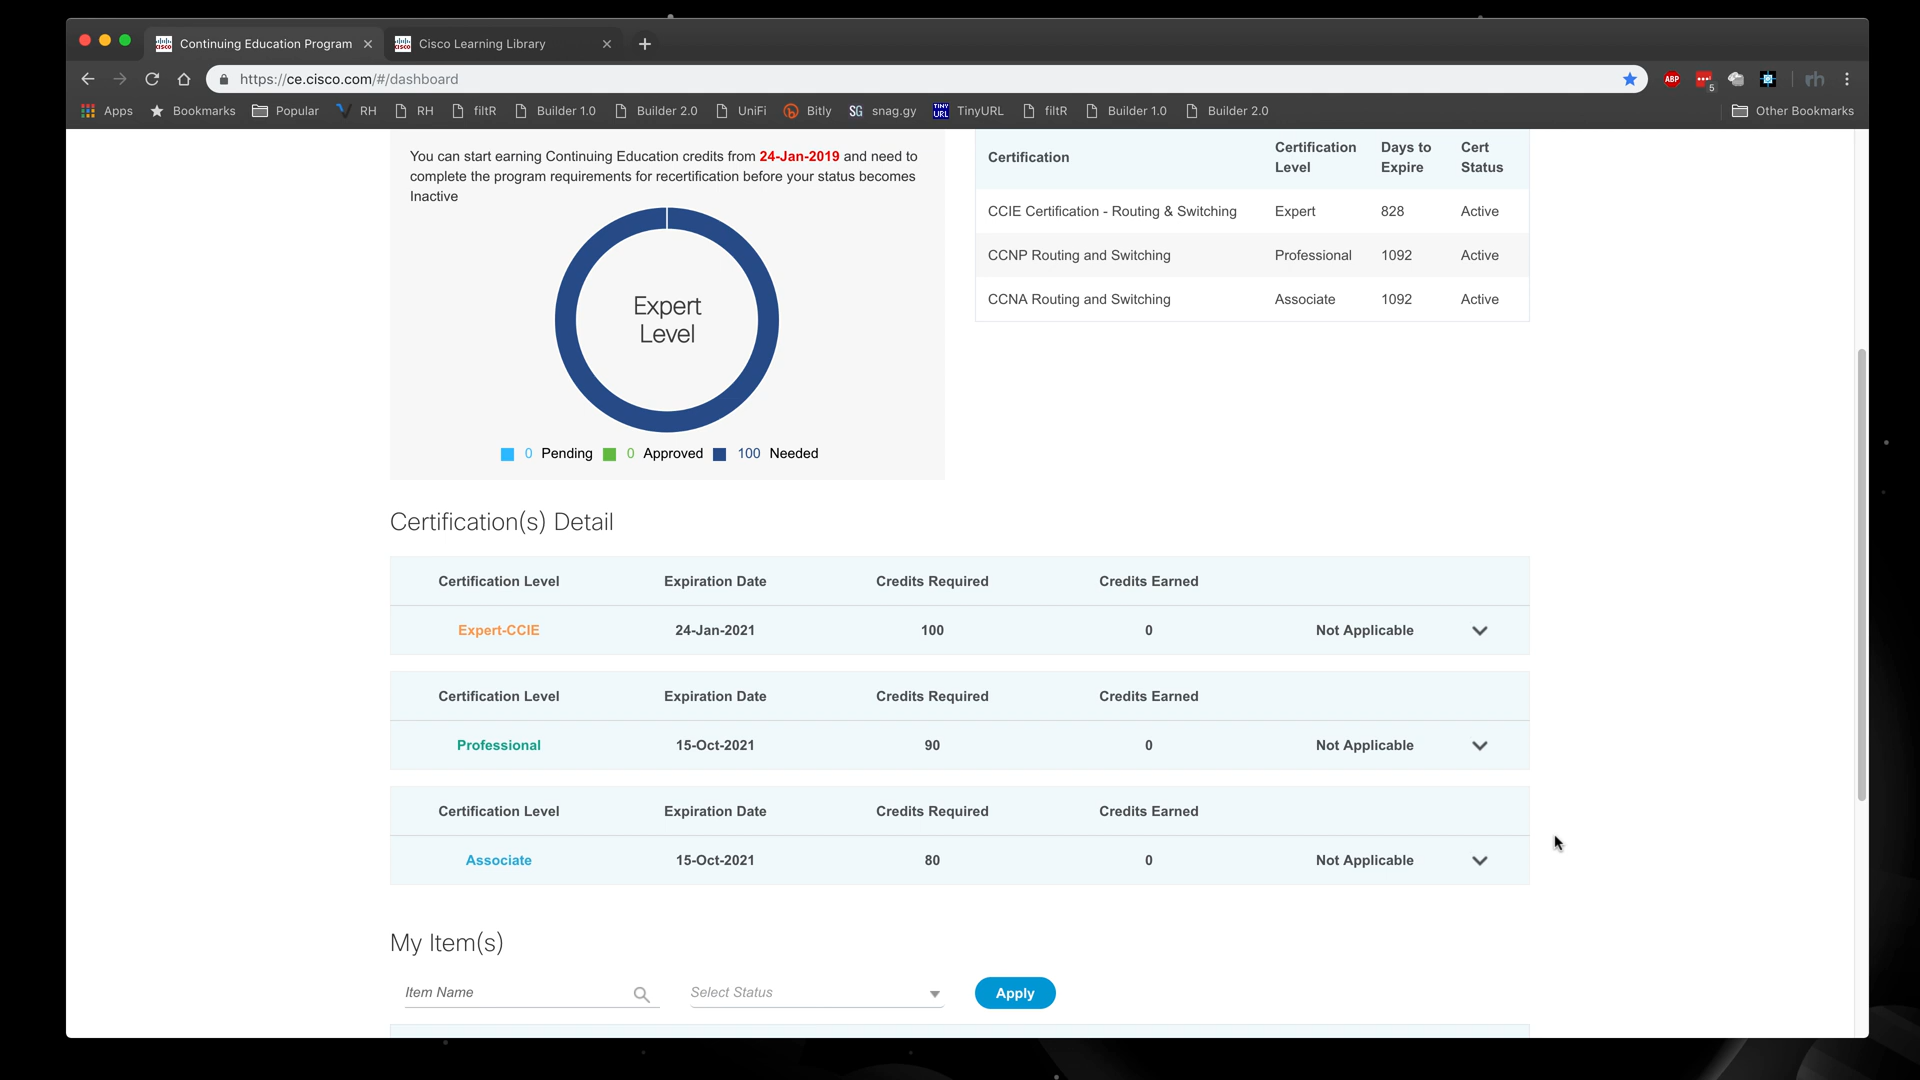 Continuing Education Program
Cisco Learning Library
https://ce.cisco.com/#/dashboard
ABP
5
rh
Apps
Bookmarks
Popular
RH
RH
filtR
Builder 1.0
Builder 2.0
UniFi
Bitly
SG snag.gy
TINY URL TinyURL
filtR
Builder 1.0
Builder 2.0
Other Bookmarks
You can start earning Continuing Education credits from 24-Jan-2019 and need to
complete the program requirements for recertification before your status becomes
Inactive
Expert
Level
0 Pending 0 Approved 100 Needed
Certification Certification Level Days to Expire Cert Status
CCIE Certification - Routing & Switching Expert 828 Active
CCNP Routing and Switching Professional 1092 Active
CCNA Routing and Switching Associate 1092 Active
Certification(s) Detail
Certification Level Expiration Date Credits Required Credits Earned
Expert-CCIE 24-Jan-2021 100 0 Not Applicable
Certification Level Expiration Date Credits Required Credits Earned
Professional 15-Oct-2021 90 0 Not Applicable
Certification Level Expiration Date Credits Required Credits Earned
Associate 15-Oct-2021 80 0 Not Applicable
My Item(s)
Item Name Select Status Apply